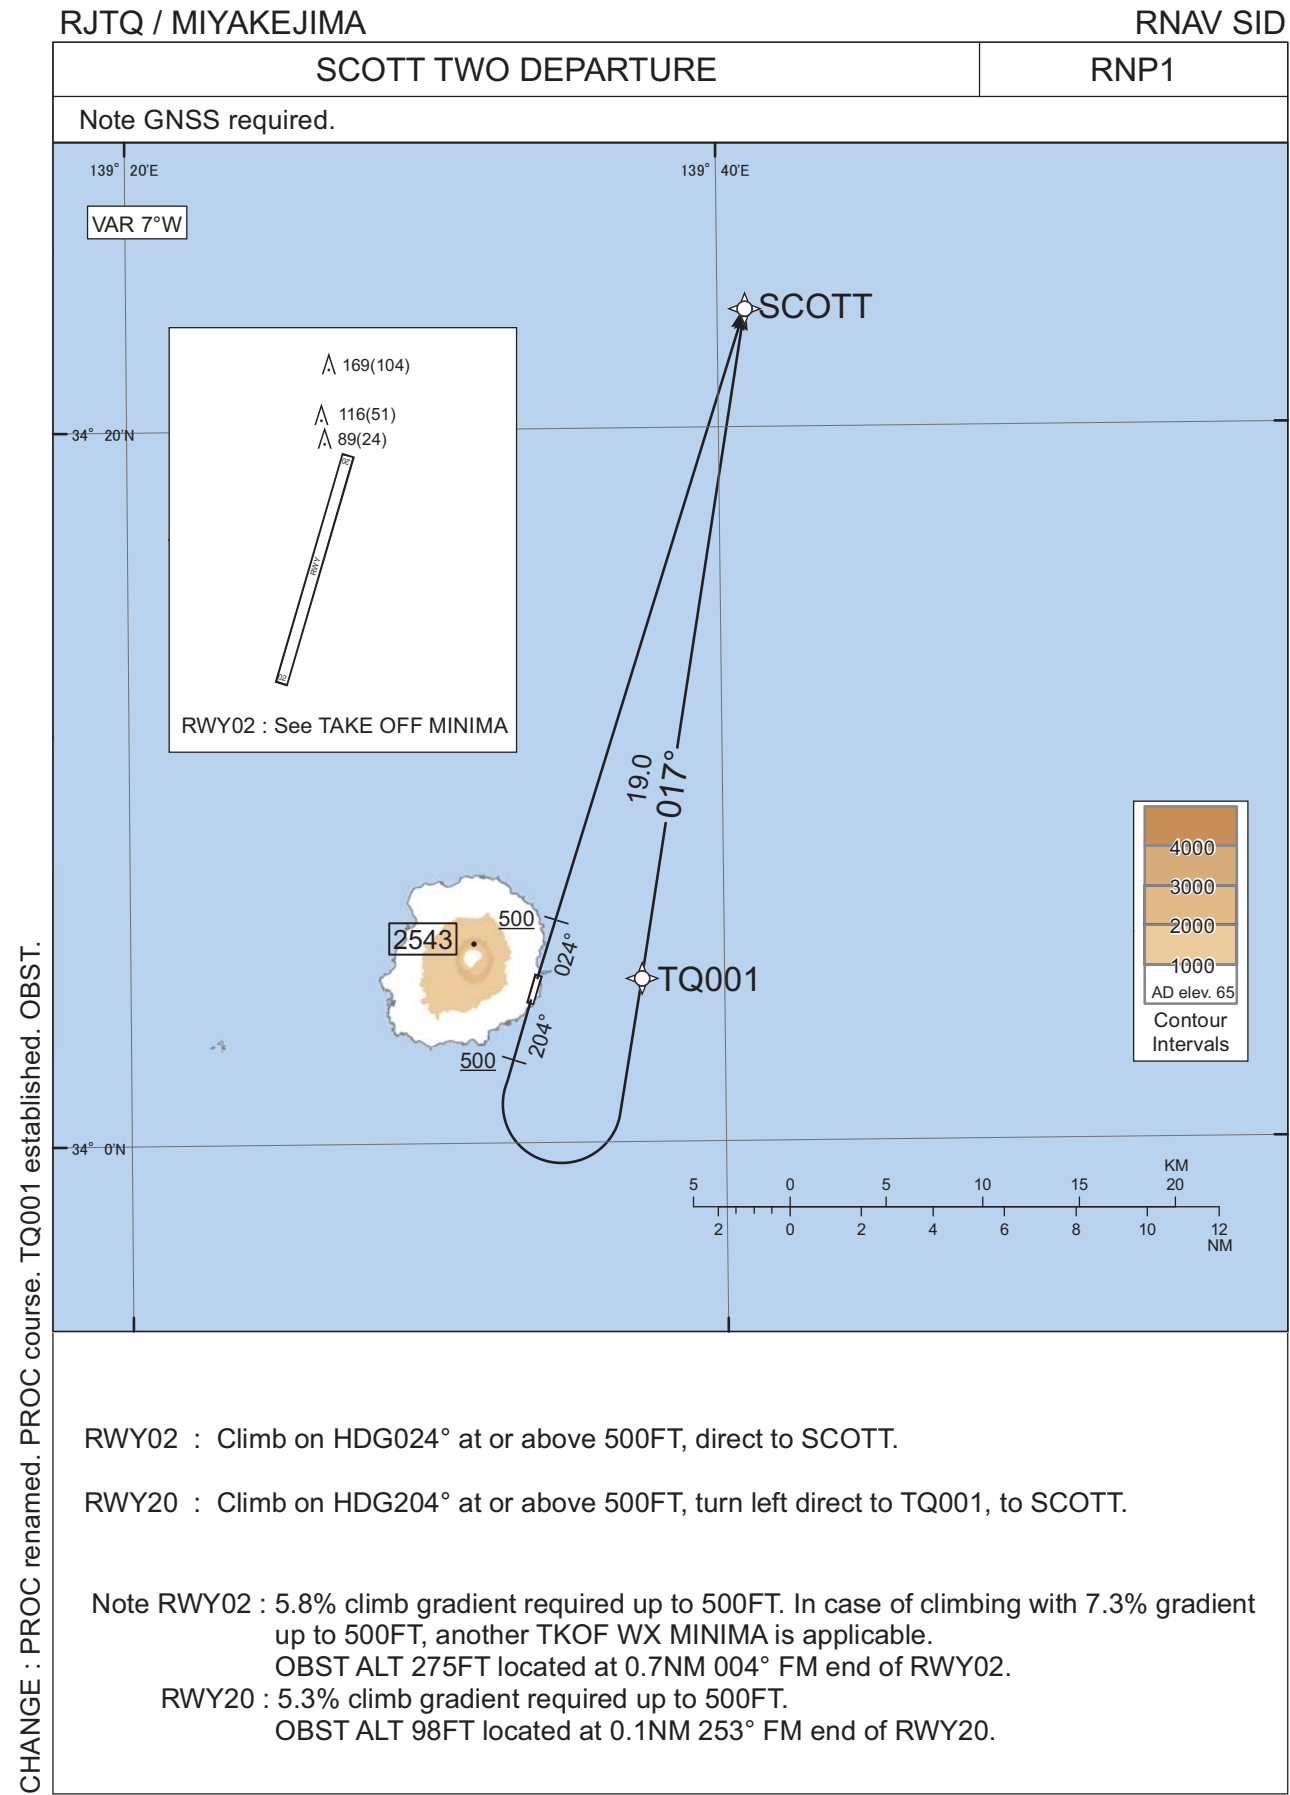 RJTQ / MIYAKEJIMA
RNAV SID
SCOTT TWO DEPARTURE
RNP1
Note GNSS required.
139° 20'E
139° 40'E
VAR 7°W
SCOTT
169(104)
116(51)
89(24)
34° 20'N
20
RWY
02
RWY02 : See TAKE OFF MINIMA
19.0
017°
4000
3000
2000
1000
AD elev. 65
Contour
Intervals
500
2543
024°
TQ001
204°
500
34° 0'N
KM
5 0 5 10 15 20
2 0 2 4 6 8 10 12
NM
RWY02 : Climb on HDG024° at or above 500FT, direct to SCOTT.
RWY20 : Climb on HDG204° at or above 500FT, turn left direct to TQ001, to SCOTT.
Note RWY02 : 5.8% climb gradient required up to 500FT. In case of climbing with 7.3% gradient
up to 500FT, another TKOF WX MINIMA is applicable.
OBST ALT 275FT located at 0.7NM 004° FM end of RWY02.
RWY20 : 5.3% climb gradient required up to 500FT.
OBST ALT 98FT located at 0.1NM 253° FM end of RWY20.
CHANGE : PROC renamed. PROC course. TQ001 established. OBST.